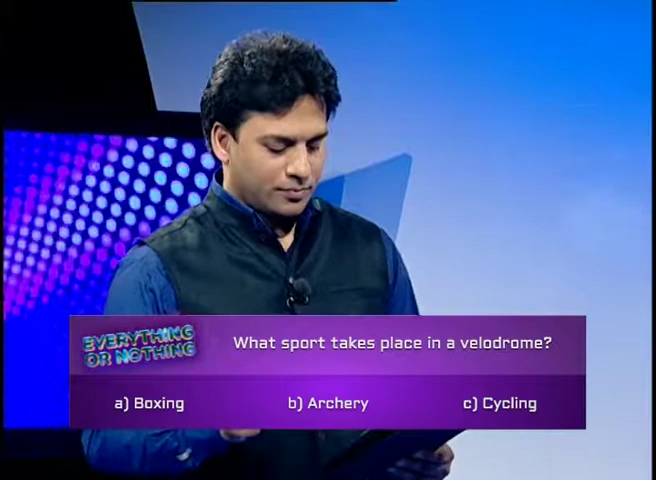 EVERYTHING
OR NOTHING
What sport takes place in a velodrome?
a) Boxing b) Archery c) Cycling